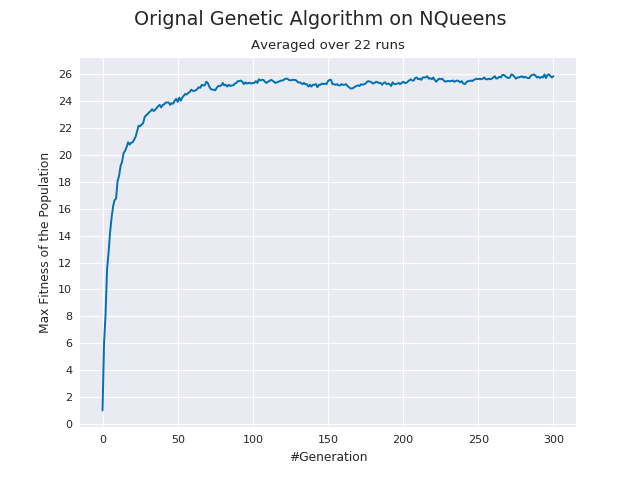 Orignal Genetic Algorithm on NQueens
Averaged over 22 runs
26
24
22
20
18
16
14
12
10
8
6
4
2
0
Max Fitness of the Population
0 50 100 150 200 250 300
#Generation